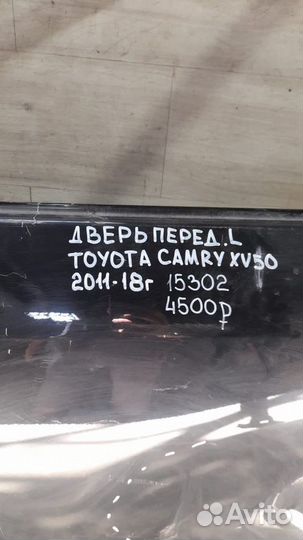 ДВЕРЬ ПЕРЕД. L
TOYOTA CAMRY XV50
2011-18г 15302
4500р
Avito